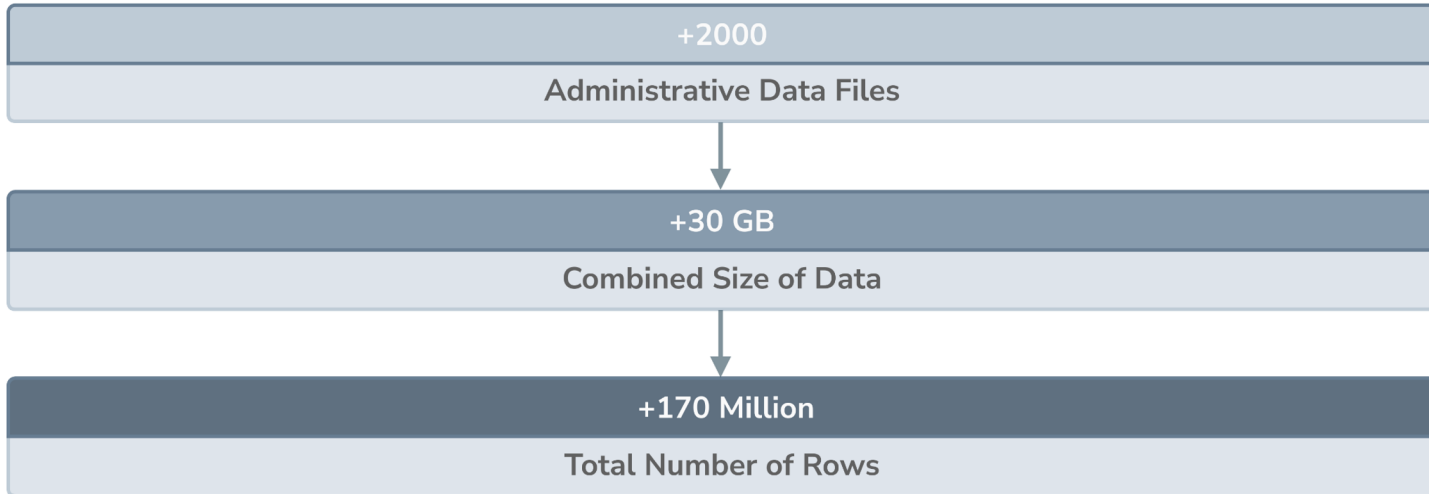 +2000
Administrative Data Files
+30 GB
Combined Size of Data
+170 Million
Total Number of Rows